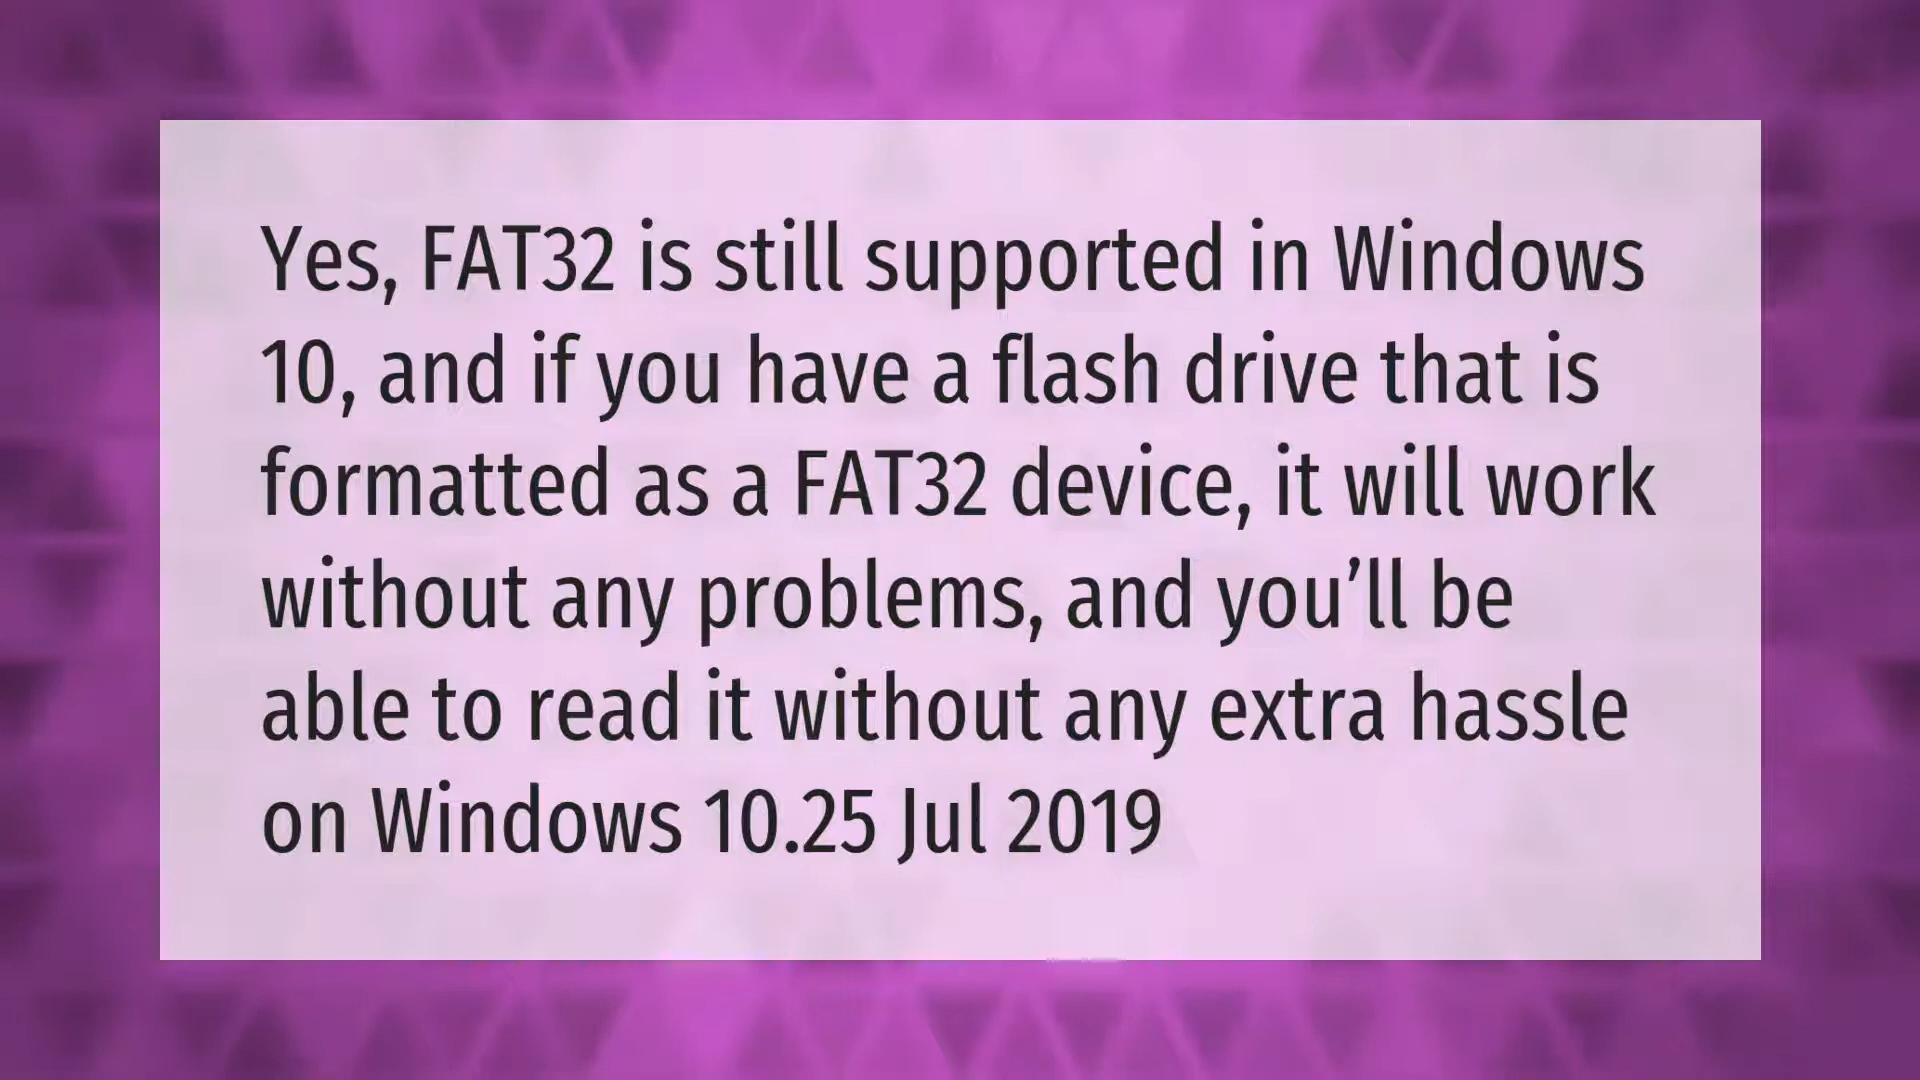 Yes, FAT32 is still supported in Windows
10, and if you have a flash drive that is
formatted as a FAT32 device, it will work
without any problems, and you’ll be
able to read it without any extra hassle
on Windows 10.25 Jul 2019